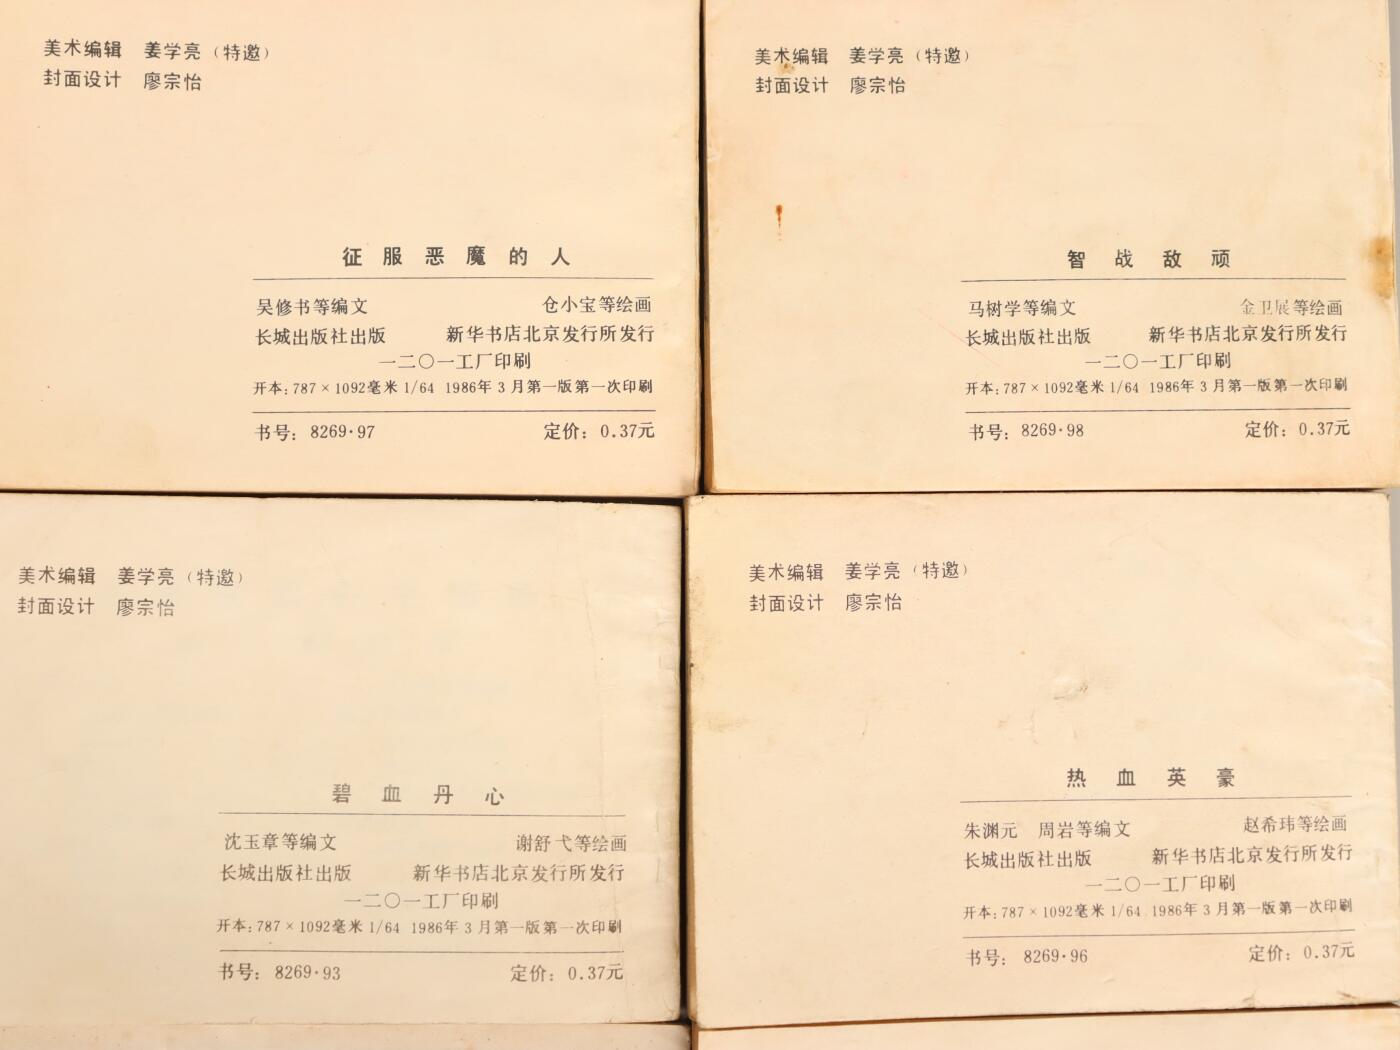 美术编辑 姜学亮（特邀）
封面设计 廖宗怡
征服恶魔的人
吴修书等编文 仓小宝等绘画
长城出版社出版 新华书店北京发行所发行
一二〇一工厂印刷
开本：787×1092毫米 1/64 1986年3月第一版第一次印刷
书号：8269·97 定价：0.37元
美术编辑 姜学亮（特邀）
封面设计 廖宗怡
智战敌顽
马树学等编文 金卫展等绘画
长城出版社出版 新华书店北京发行所发行
一二〇一工厂印刷
开本：787×1092毫米 1/64 1986年3月第一版第一次印刷
书号：8269·98 定价：0.37元
美术编辑 姜学亮（特邀）
封面设计 廖宗怡
碧血丹心
沈玉章等编文 谢舒弋等绘画
长城出版社出版 新华书店北京发行所发行
一二〇一工厂印刷
开本：787×1092毫米 1/64 1986年3月第一版第一次印刷
书号：8269·93 定价：0.37元
美术编辑 姜学亮（特邀）
封面设计 廖宗怡
热血英豪
朱渊元 周岩等编文 赵希玮等绘画
长城出版社出版 新华书店北京发行所发行
一二〇一工厂印刷
开本：787×1092毫米 1/64 1986年3月第一版第一次印刷
书号：8269·96 定价：0.37元